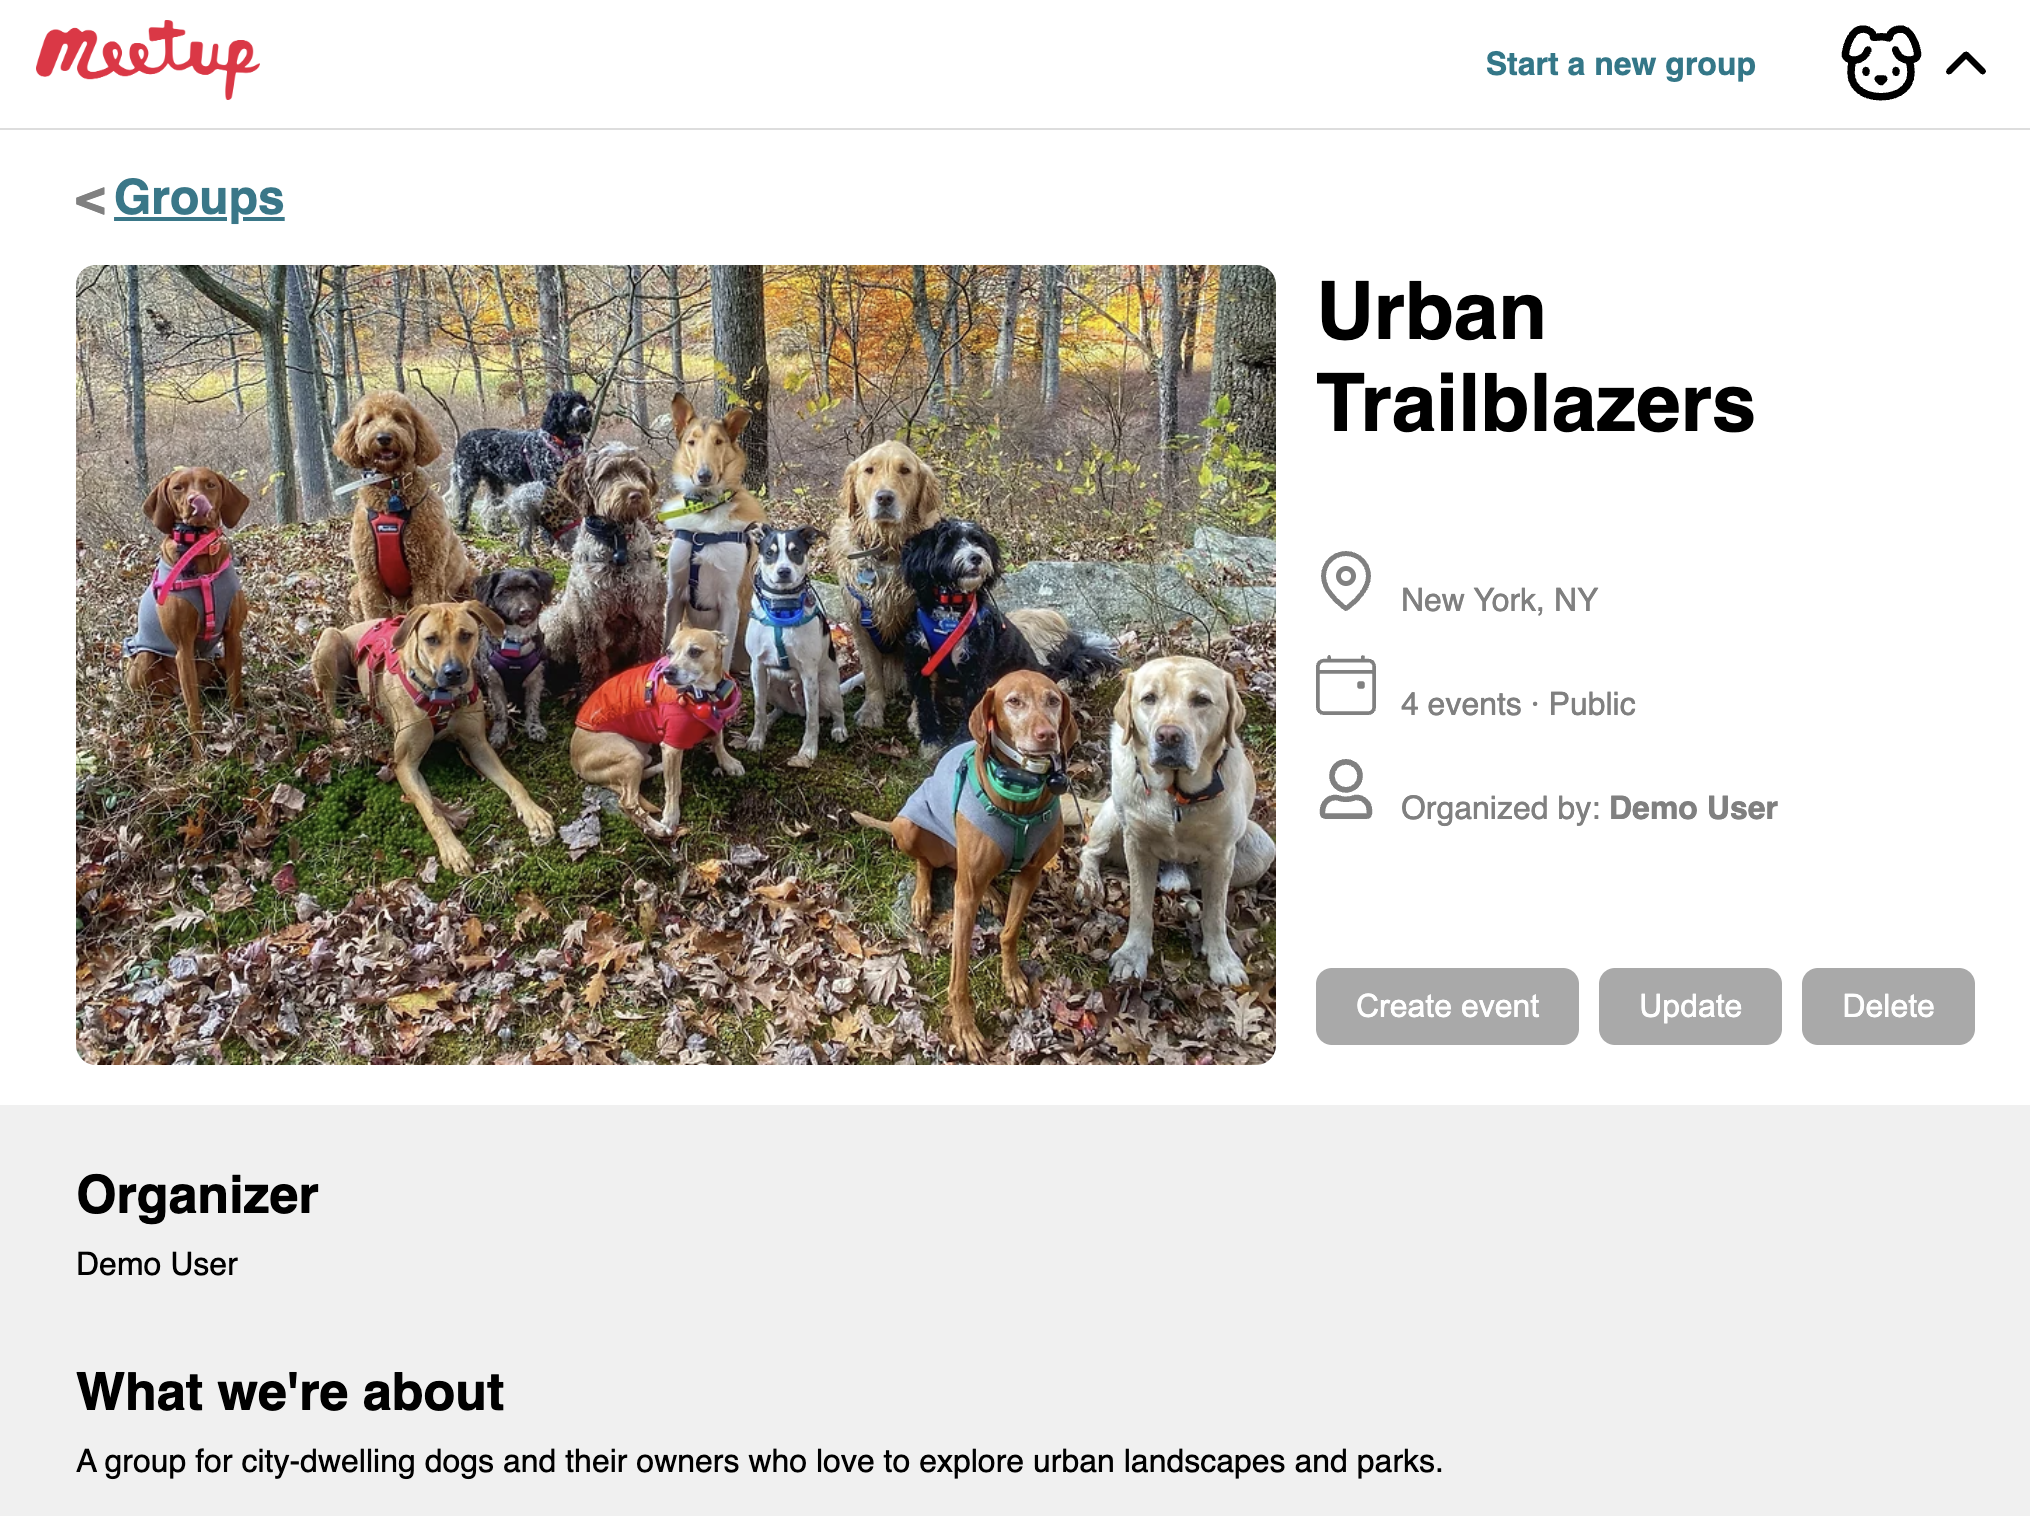 Meetup
Start a new group
< Groups
Urban
Trailblazers
New York, NY
4 events · Public
Organized by: Demo User
Create event
Update
Delete
Organizer
Demo User
What we're about
A group for city-dwelling dogs and their owners who love to explore urban landscapes and parks.